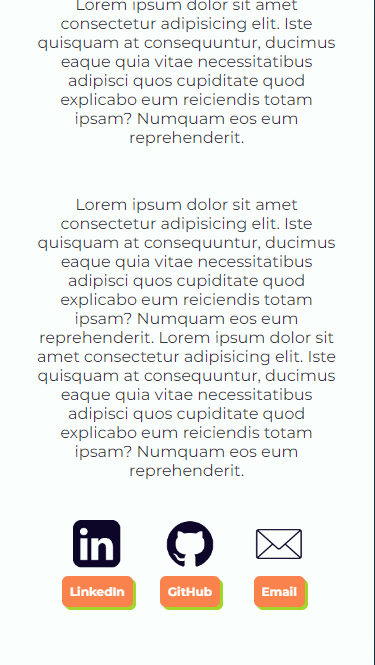 Lorem ipsum dolor sit amet
consectetur adipisicing elit. Iste
quisquam at consequuntur, ducimus
eaque quia vitae necessitatibus
adipisci quos cupiditate quod
explicabo eum reiciendis totam
ipsam? Numquam eos eum
reprehenderit.
Lorem ipsum dolor sit amet
consectetur adipisicing elit. Iste
quisquam at consequuntur, ducimus
eaque quia vitae necessitatibus
adipisci quos cupiditate quod
explicabo eum reiciendis totam
ipsam? Numquam eos eum
reprehenderit. Lorem ipsum dolor sit
amet consectetur adipisicing elit. Iste
quisquam at consequuntur, ducimus
eaque quia vitae necessitatibus
adipisci quos cupiditate quod
explicabo eum reiciendis totam
ipsam? Numquam eos eum
reprehenderit.
in
LinkedIn GitHub Email